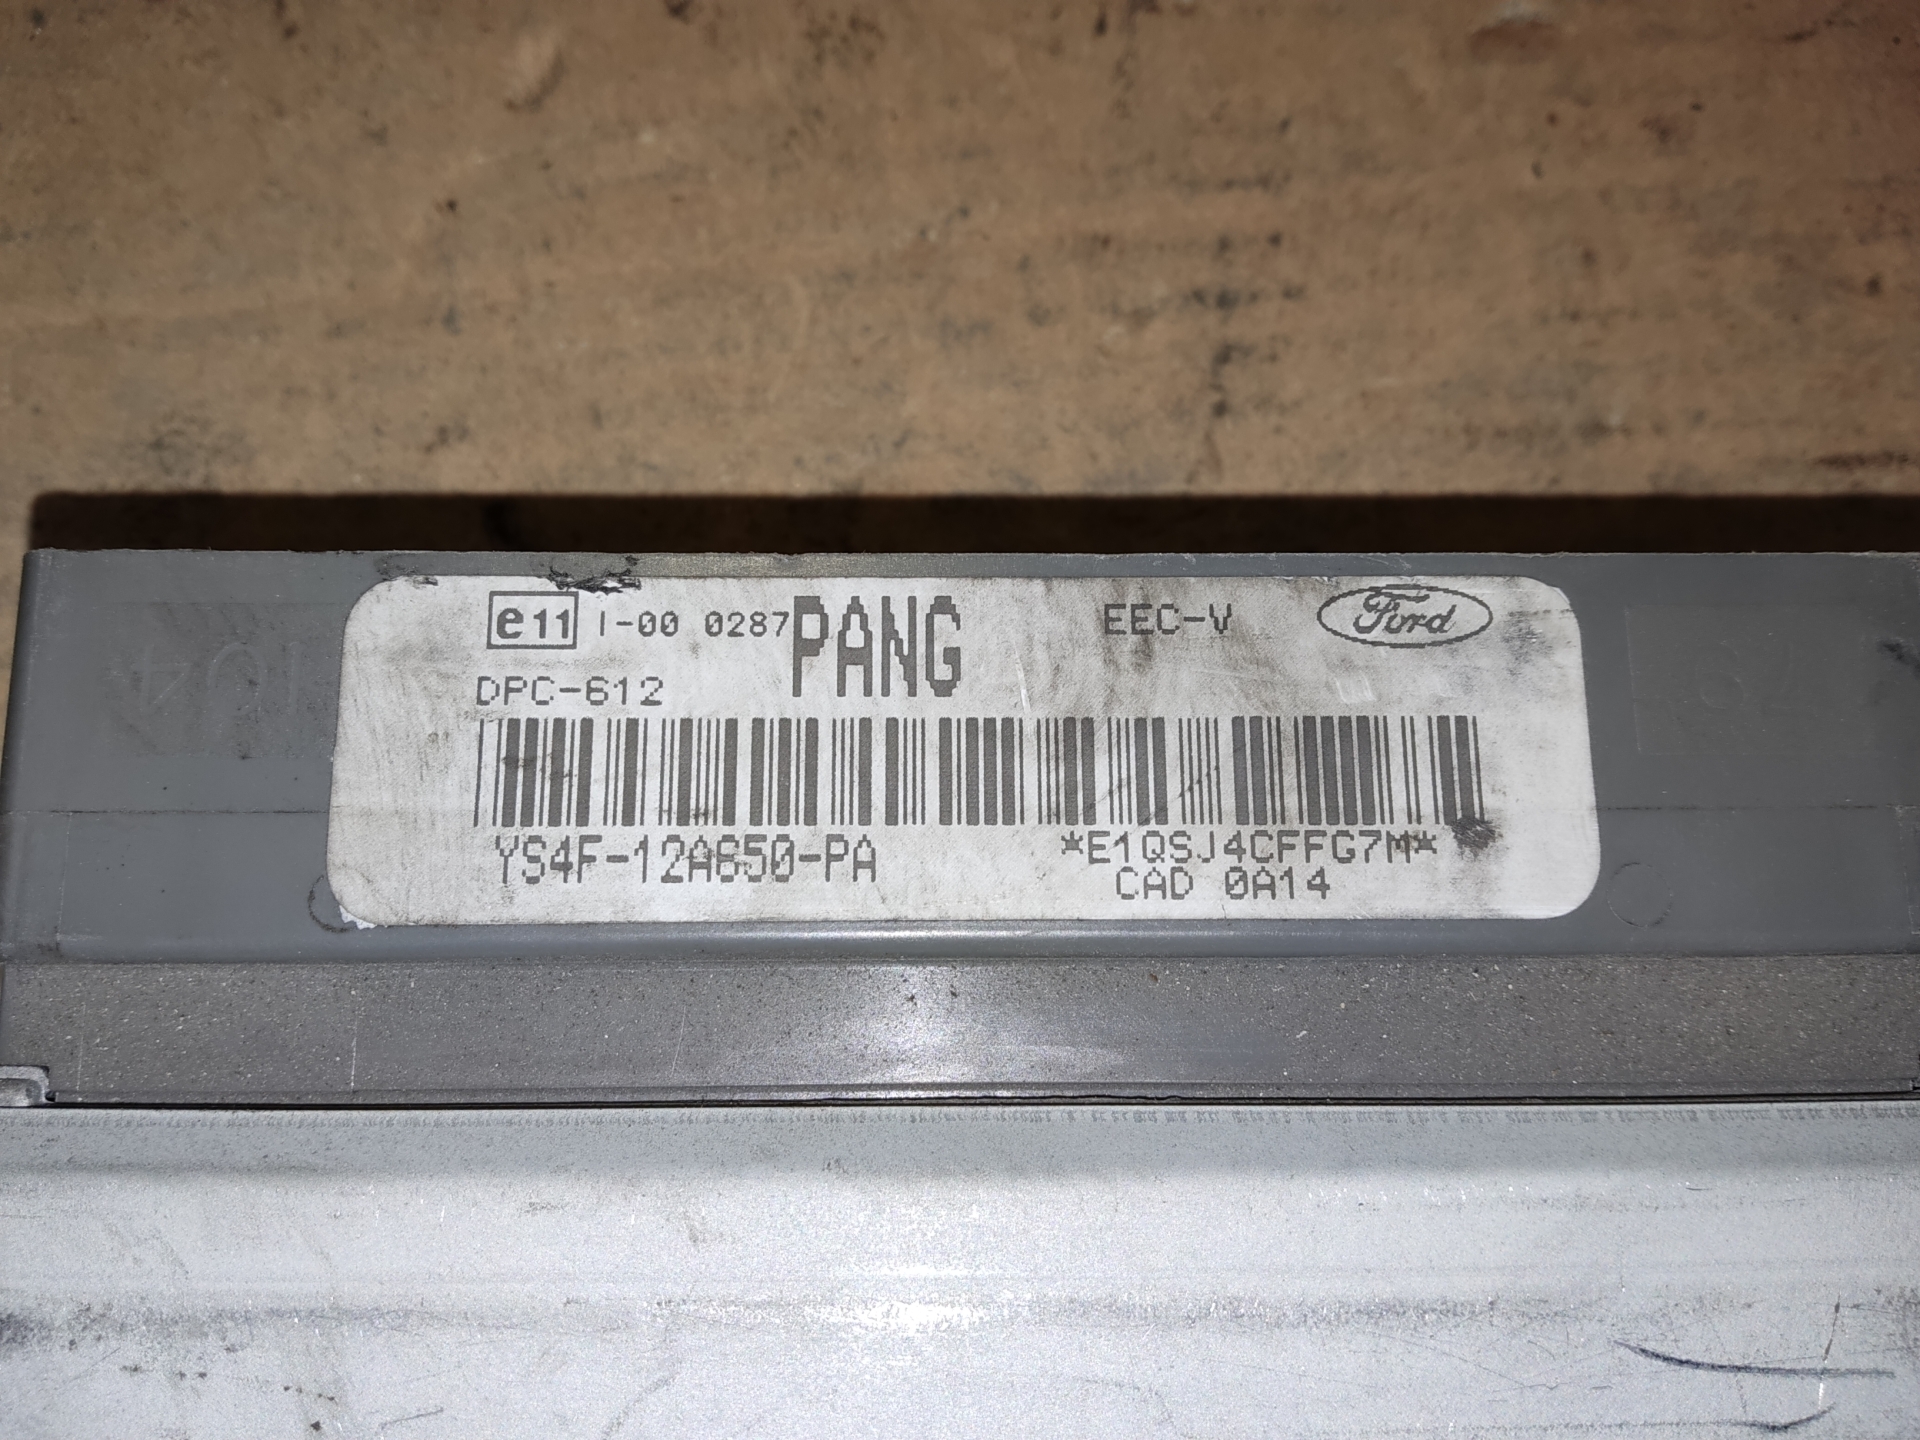 e11 I-00 0287 PANG EEC-V Ford
DPC-612
YS4F-12A650-PA *E1QSJ4CFFG7M*
CAD 0A14